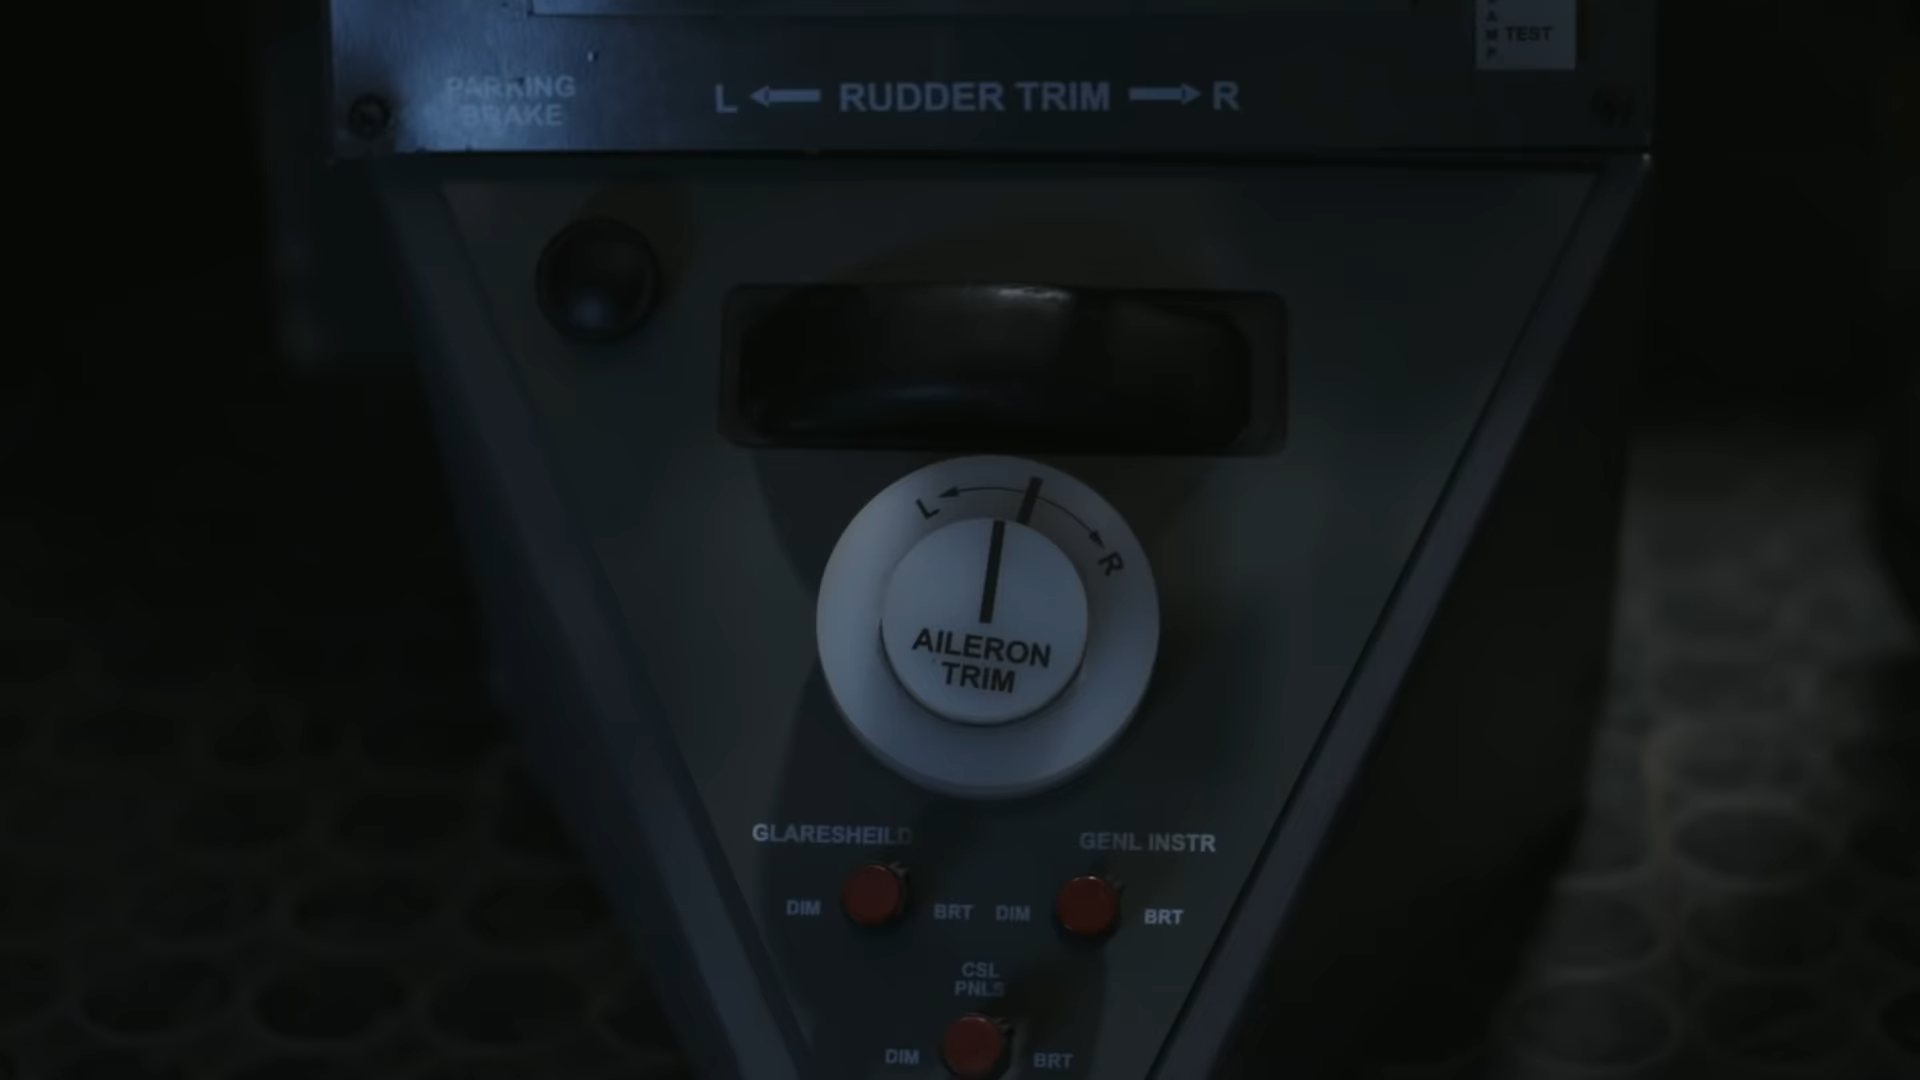 TEST
PARKING
BRAKE
L RUDDER TRIM R
L
R
AILERON
TRIM
GLARESHEILD
GENL INSTR
DIM
BRT
DIM
BRT
CSL
PNLS
DIM
BRT